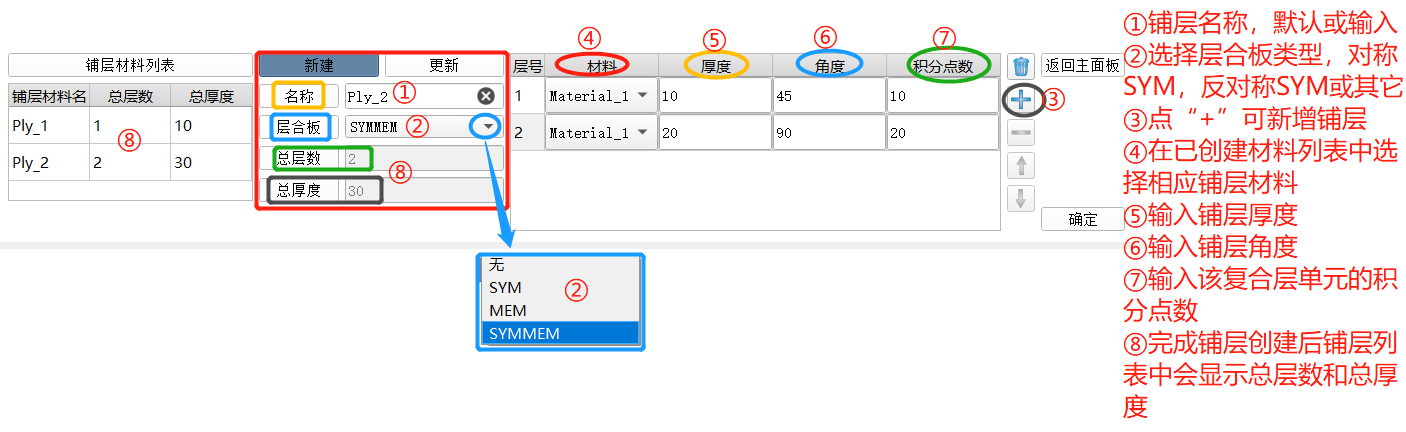 铺层材料列表
铺层材料名 总层数 总厚度
Ply_1 1 10
Ply_2 2 30
⑧
新建 更新
名称 Ply_2 ①
层合板 SYMMEM ②
总层数 2
总厚度 30
⑧
无
SYM
MEM
SYMMEM
②
④ ⑤ ⑥ ⑦
层号 材料 厚度 角度 积分点数
1 Material_1 10 45 10
2 Material_1 20 90 20
③
返回主面板
确定
①铺层名称，默认或输入
②选择层合板类型，对称
SYM，反对称SYM或其它
③点“+”可新增铺层
④在已创建材料列表中选
择相应铺层材料
⑤输入铺层厚度
⑥输入铺层角度
⑦输入该复合层单元的积
分点数
⑧完成铺层创建后铺层列
表中会显示总层数和总厚
度